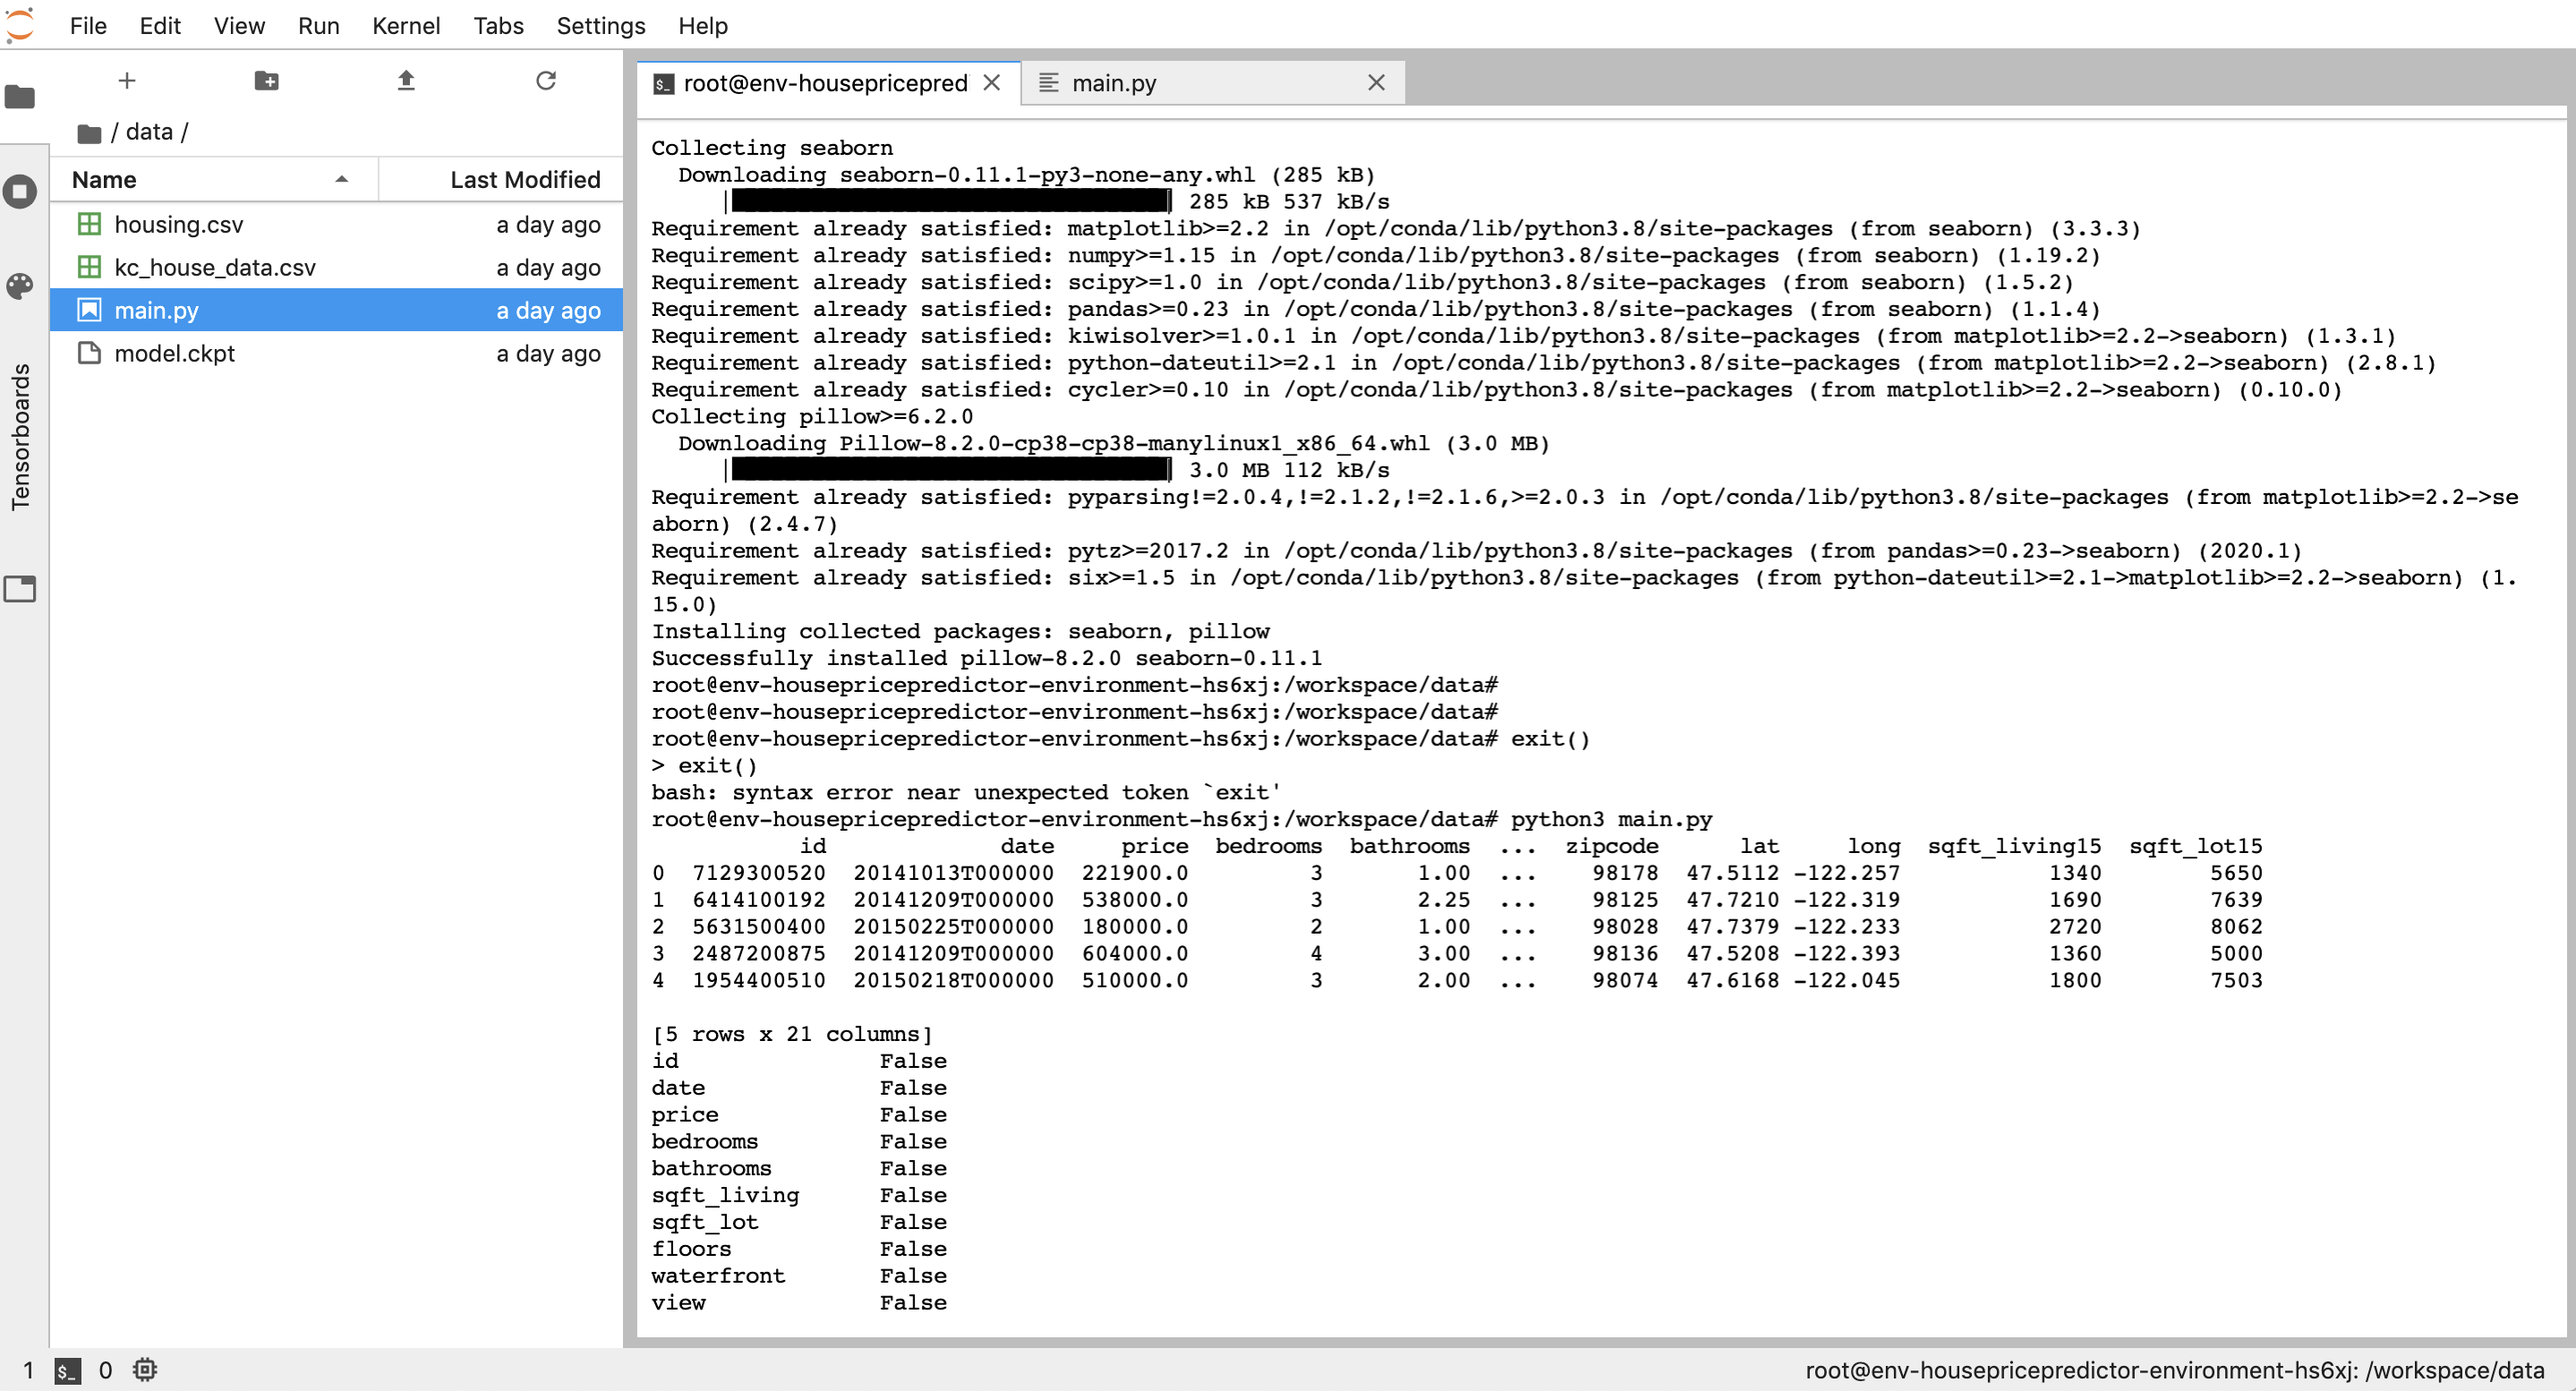 File Edit View Run Kernel Tabs Settings Help
/ data /
Name Last Modified
housing.csv a day ago
kc_house_data.csv a day ago
main.py a day ago
model.ckpt a day ago
Tensorboards
root@env-housepricepred main.py
Collecting seaborn
Downloading seaborn-0.11.1-py3-none-any.whl (285 kB)
285 kB 537 kB/s
Requirement already satisfied: matplotlib>=2.2 in /opt/conda/lib/python3.8/site-packages (from seaborn) (3.3.3)
Requirement already satisfied: numpy>=1.15 in /opt/conda/lib/python3.8/site-packages (from seaborn) (1.19.2)
Requirement already satisfied: scipy>=1.0 in /opt/conda/lib/python3.8/site-packages (from seaborn) (1.5.2)
Requirement already satisfied: pandas>=0.23 in /opt/conda/lib/python3.8/site-packages (from seaborn) (1.1.4)
Requirement already satisfied: kiwisolver>=1.0.1 in /opt/conda/lib/python3.8/site-packages (from matplotlib>=2.2->seaborn) (1.3.1)
Requirement already satisfied: python-dateutil>=2.1 in /opt/conda/lib/python3.8/site-packages (from matplotlib>=2.2->seaborn) (2.8.1)
Requirement already satisfied: cycler>=0.10 in /opt/conda/lib/python3.8/site-packages (from matplotlib>=2.2->seaborn) (0.10.0)
Collecting pillow>=6.2.0
Downloading Pillow-8.2.0-cp38-cp38-manylinux1_x86_64.whl (3.0 MB)
3.0 MB 112 kB/s
Requirement already satisfied: pyparsing!=2.0.4,!=2.1.2,!=2.1.6,>=2.0.3 in /opt/conda/lib/python3.8/site-packages (from matplotlib>=2.2->se
aborn) (2.4.7)
Requirement already satisfied: pytz>=2017.2 in /opt/conda/lib/python3.8/site-packages (from pandas>=0.23->seaborn) (2020.1)
Requirement already satisfied: six>=1.5 in /opt/conda/lib/python3.8/site-packages (from python-dateutil>=2.1->matplotlib>=2.2->seaborn) (1.
15.0)
Installing collected packages: seaborn, pillow
Successfully installed pillow-8.2.0 seaborn-0.11.1
root@env-housepricepredictor-environment-hs6xj:/workspace/data#
root@env-housepricepredictor-environment-hs6xj:/workspace/data#
root@env-housepricepredictor-environment-hs6xj:/workspace/data# exit()
> exit()
bash: syntax error near unexpected token `exit'
root@env-housepricepredictor-environment-hs6xj:/workspace/data# python3 main.py
id date price bedrooms bathrooms ... zipcode lat long sqft_living15 sqft_lot15
0 7129300520 20141013T000000 221900.0 3 1.00 ... 98178 47.5112 -122.257 1340 5650
1 6414100192 20141209T000000 538000.0 3 2.25 ... 98125 47.7210 -122.319 1690 7639
2 5631500400 20150225T000000 180000.0 2 1.00 ... 98028 47.7379 -122.233 2720 8062
3 2487200875 20141209T000000 604000.0 4 3.00 ... 98136 47.5208 -122.393 1360 5000
4 1954400510 20150218T000000 510000.0 3 2.00 ... 98074 47.6168 -122.045 1800 7503
[5 rows x 21 columns]
id False
date False
price False
bedrooms False
bathrooms False
sqft_living False
sqft_lot False
floors False
waterfront False
view False
1 $_ 0 root@env-housepricepredictor-environment-hs6xj: /workspace/data